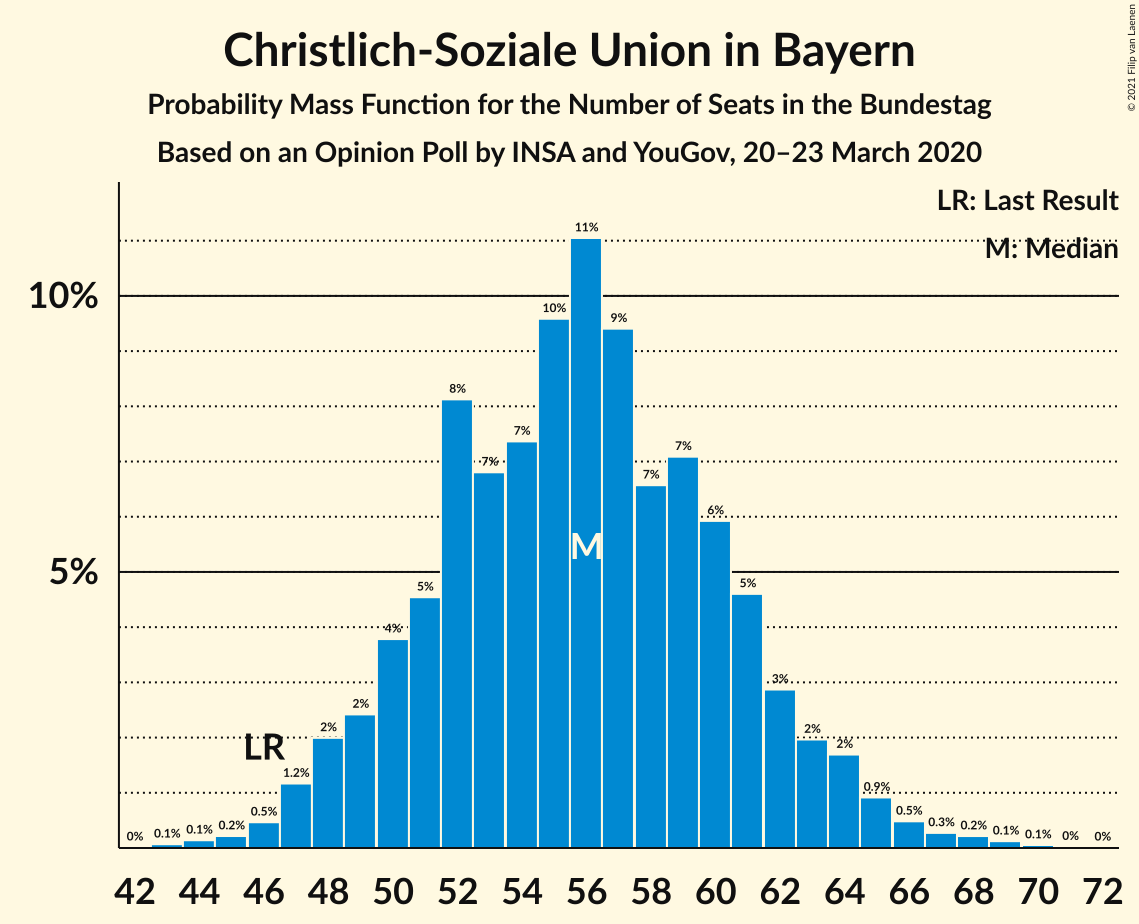 Christlich-Soziale Union in Bayern
Probability Mass Function for the Number of Seats in the Bundestag
Based on an Opinion Poll by INSA and YouGov, 20–23 March 2020
© 2021 Filip van Laenen
LR: Last Result
M: Median
10%
5%
0% 0.1% 0.1% 0.2% 0.5% 1.2% 2% 2% 4% 5% 8% 7% 7% 10% 11% 9% 7% 7% 6% 5% 3% 2% 2% 0.9% 0.5% 0.3% 0.2% 0.1% 0.1% 0% 0%
LR
M
42 44 46 48 50 52 54 56 58 60 62 64 66 68 70 72